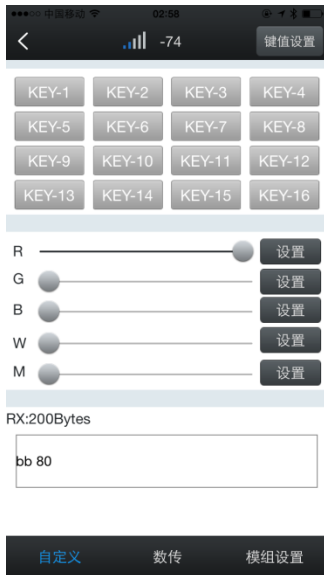 中国移动 02:58
-74 键值设置
KEY-1 KEY-2 KEY-3 KEY-4
KEY-5 KEY-6 KEY-7 KEY-8
KEY-9 KEY-10 KEY-11 KEY-12
KEY-13 KEY-14 KEY-15 KEY-16
R 设置
G 设置
B 设置
W 设置
M 设置
RX:200Bytes
bb 80
自定义 数传 模组设置